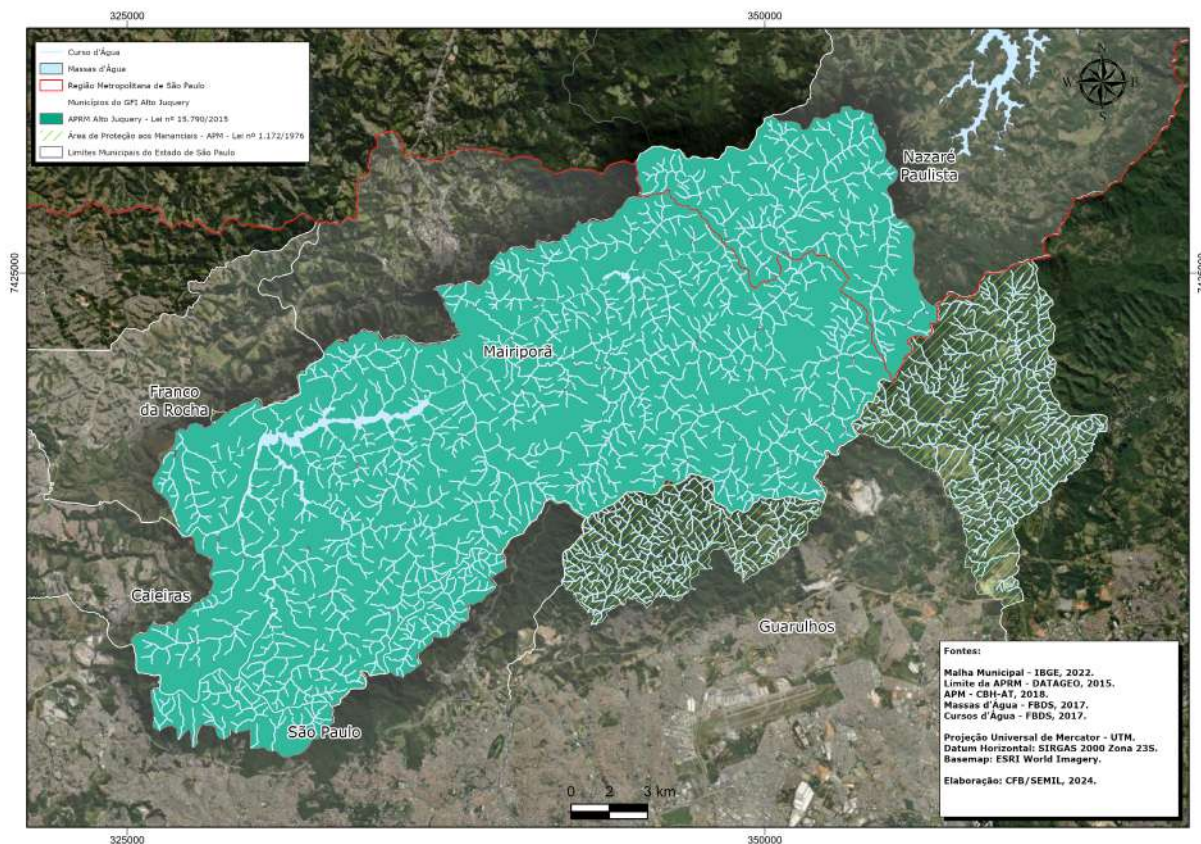 325000
350000
Curso d'Água
Massas d'Água
Região Metropolitana de São Paulo
Municípios do GFI Alto Juquery
APRM Alto Juquery - Lei nº 15.790/2015
Área de Proteção aos Mananciais - APM - Lei nº 1.172/1976
Limites Municipais do Estado de São Paulo
N
W
E
S
Nazaré
Paulista
7425000
7425000
Mairiporã
Franco
da Rocha
Caieiras
Guarulhos
São Paulo
Fontes:
Malha Municipal - IBGE, 2022.
Limite da APRM - DATAGEO, 2015.
APM - CBH-AT, 2018.
Massas d'Água - FBDS, 2017.
Cursos d'Água - FBDS, 2017.
Projeção Universal de Mercator - UTM.
Datum Horizontal: SIRGAS 2000 Zona 23S.
Basemap: ESRI World Imagery.
Elaboração: CFB/SEMIL, 2024.
0 2 3 km
325000
350000